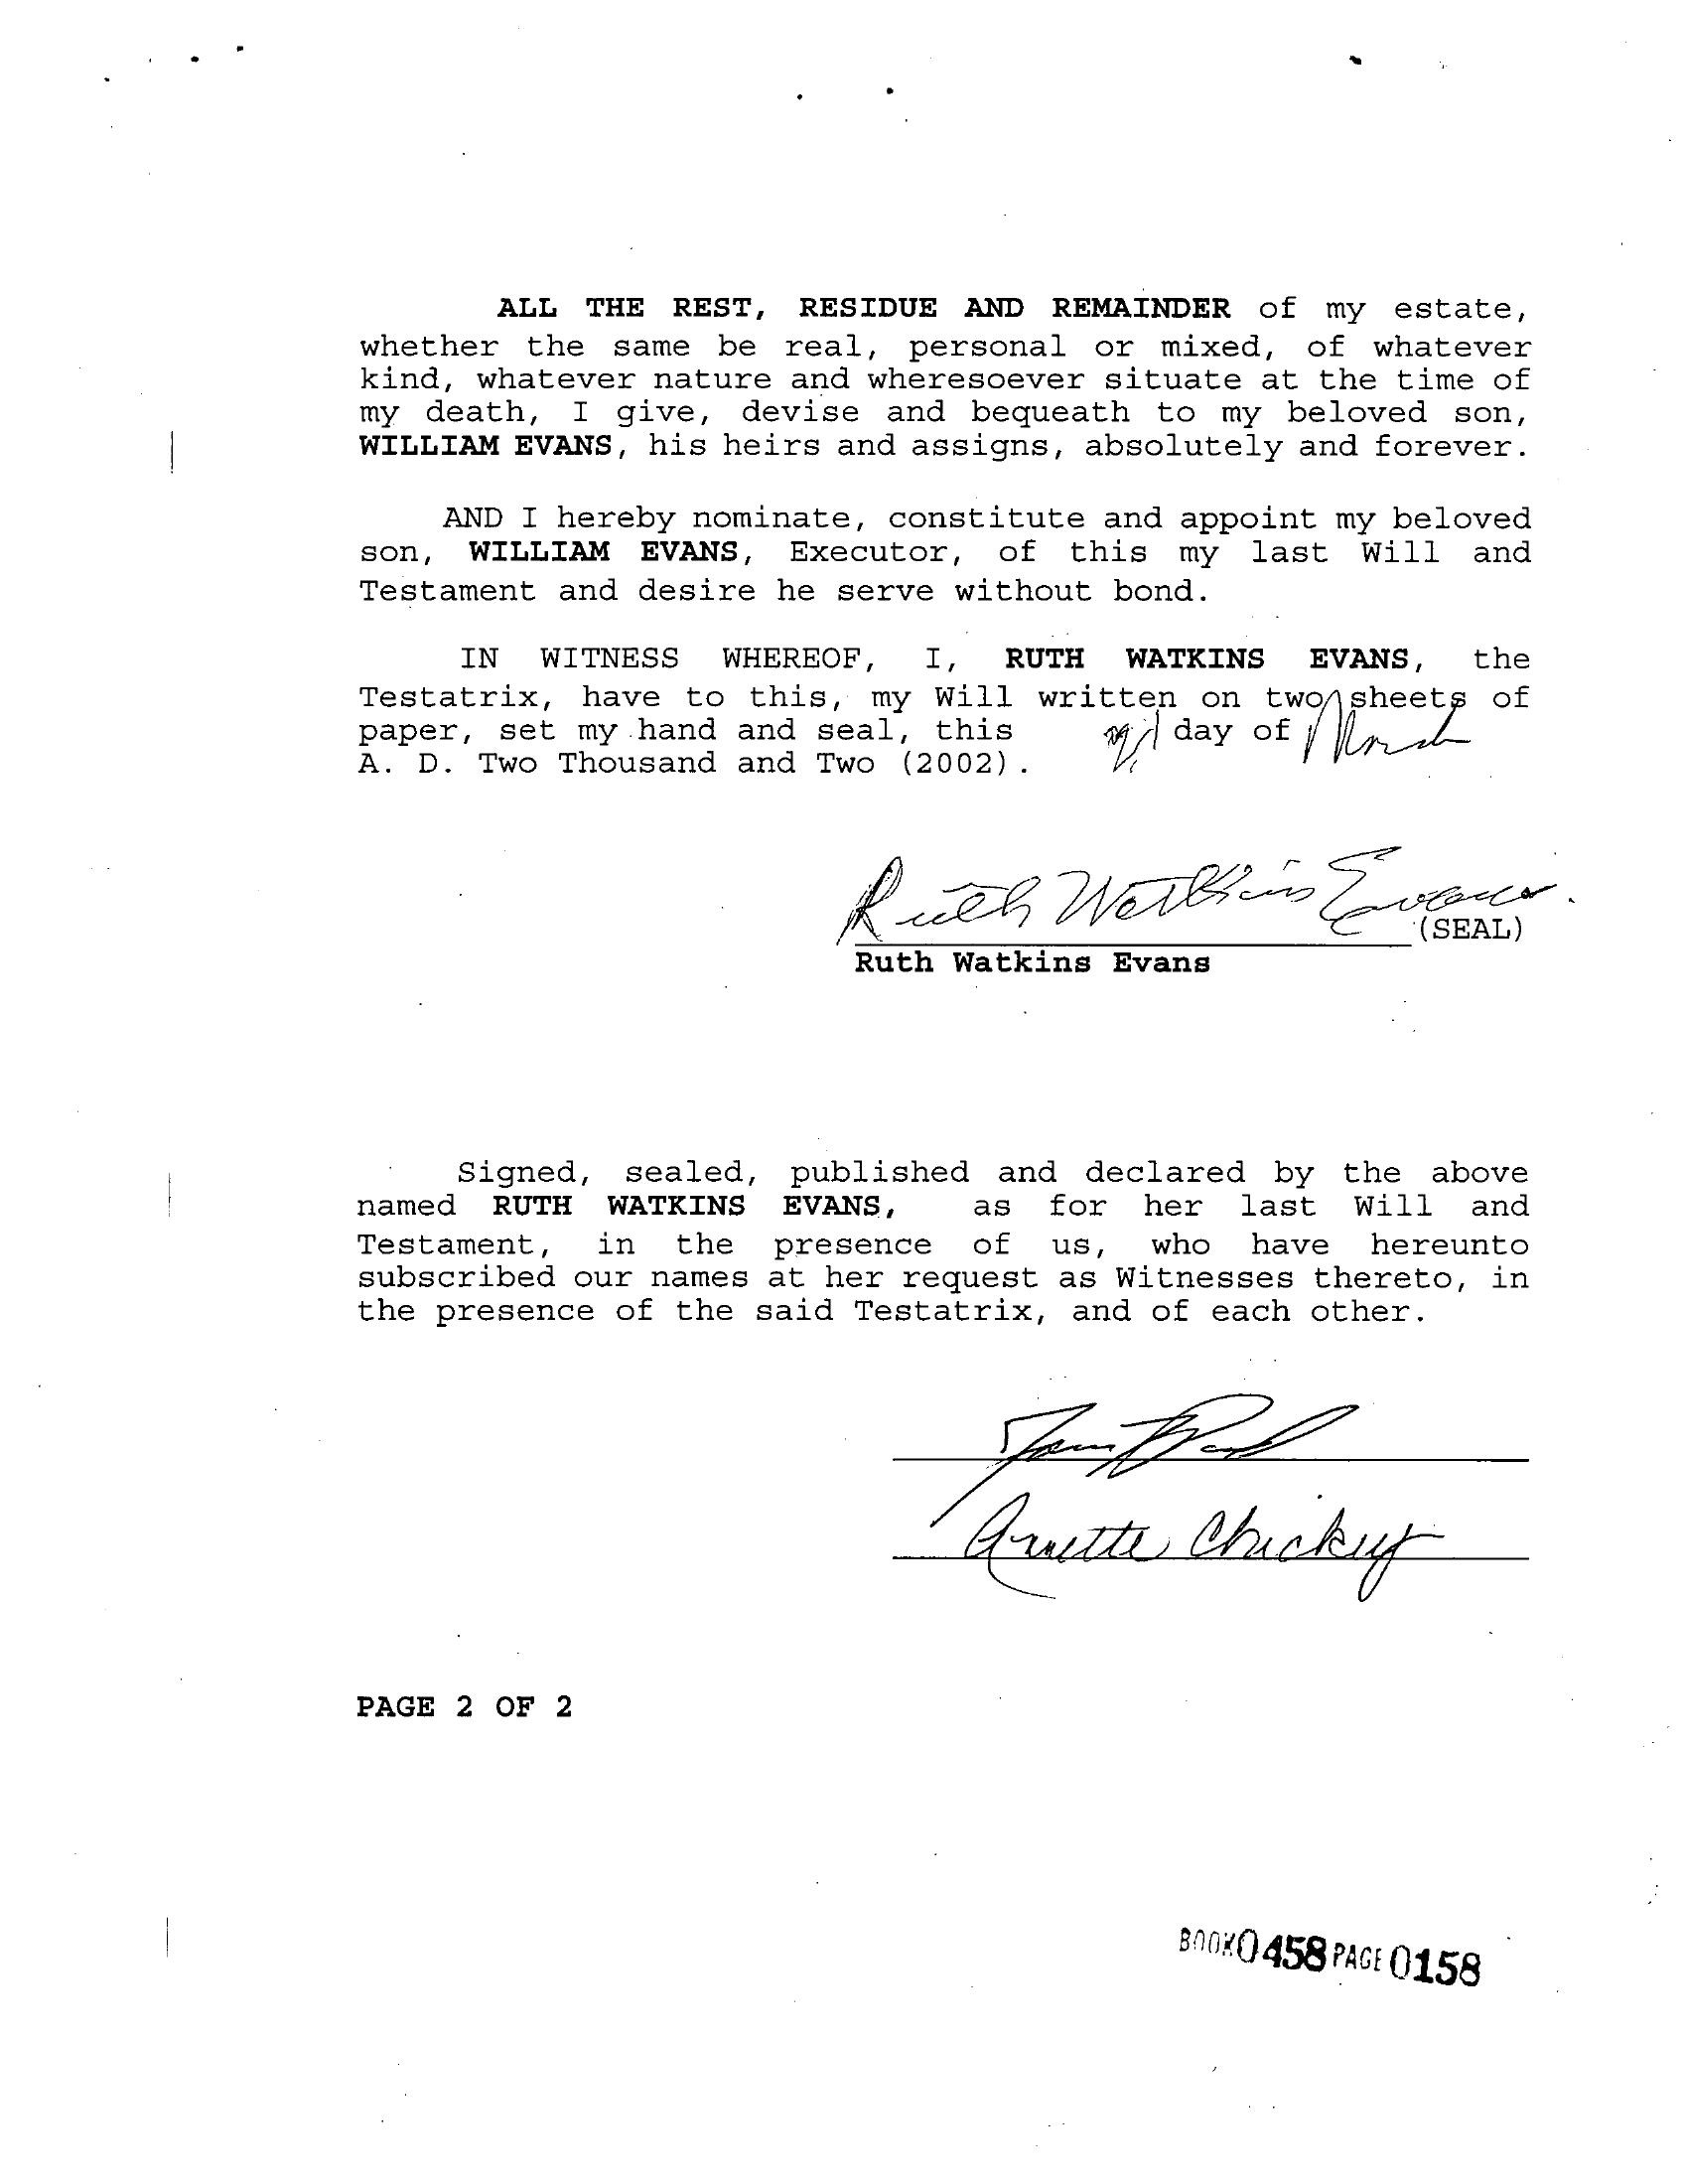 ALL THE REST, RESIDUE AND REMAINDER of my estate,
whether the same be real, personal or mixed, of whatever
kind, whatever nature and wheresoever situate at the time of
my death, I give, devise and bequeath to my beloved son,
WILLIAM EVANS, his heirs and assigns, absolutely and forever.
AND I hereby nominate, constitute and appoint my beloved
son, WILLIAM EVANS, Executor, of this my last Will and
Testament and desire he serve without bond.
IN WITNESS WHEREOF, I, RUTH WATKINS EVANS, the
Testatrix, have to this, my Will written on two sheets of
paper, set my hand and seal, this day of March
A. D. Two Thousand and Two (2002).
Ruth Watkins Evans
(SEAL)
Ruth Watkins Evans
Signed, sealed, published and declared by the above
named RUTH WATKINS EVANS, as for her last Will and
Testament, in the presence of us, who have hereunto
subscribed our names at her request as Witnesses thereto, in
the presence of the said Testatrix, and of each other.
PAGE 2 OF 2
BOOK 0458 PAGE 0158